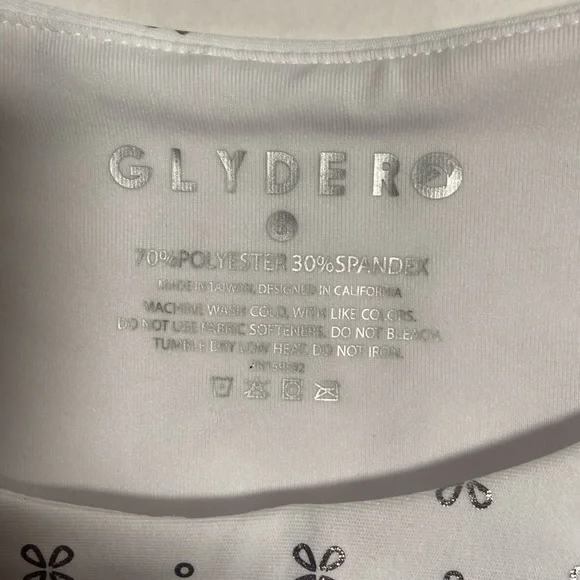 GLYDER
70%POLYESTER 30%SPANDEX
MADE IN TAIWAN, DESIGNED IN CALIFORNIA
MACHINE WASH COLD, WITH LIKE COLORS.
DO NOT USE FABRIC SOFTENERS. DO NOT BLEACH.
TUMBLE DRY LOW HEAT. DO NOT IRON.